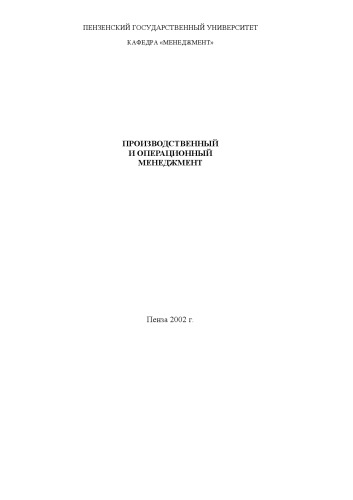 ПЕНЗЕНСКИЙ ГОСУДАРСТВЕННЫЙ УНИВЕРСИТЕТ
КАФЕДРА «МЕНЕДЖМЕНТ»
ПРОИЗВОДСТВЕННЫЙ
И ОПЕРАЦИОННЫЙ
МЕНЕДЖМЕНТ
Пенза 2002 г.